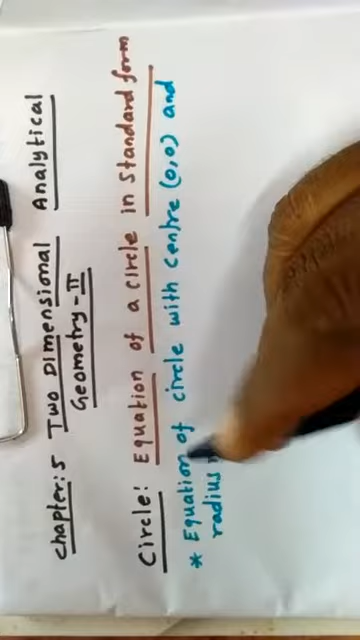 Chapter: 5 Two Dimensional Analytical
Geometry-II
Circle: Equation of a circle in standard form
* Equation of circle with centre (0,0) and
radius